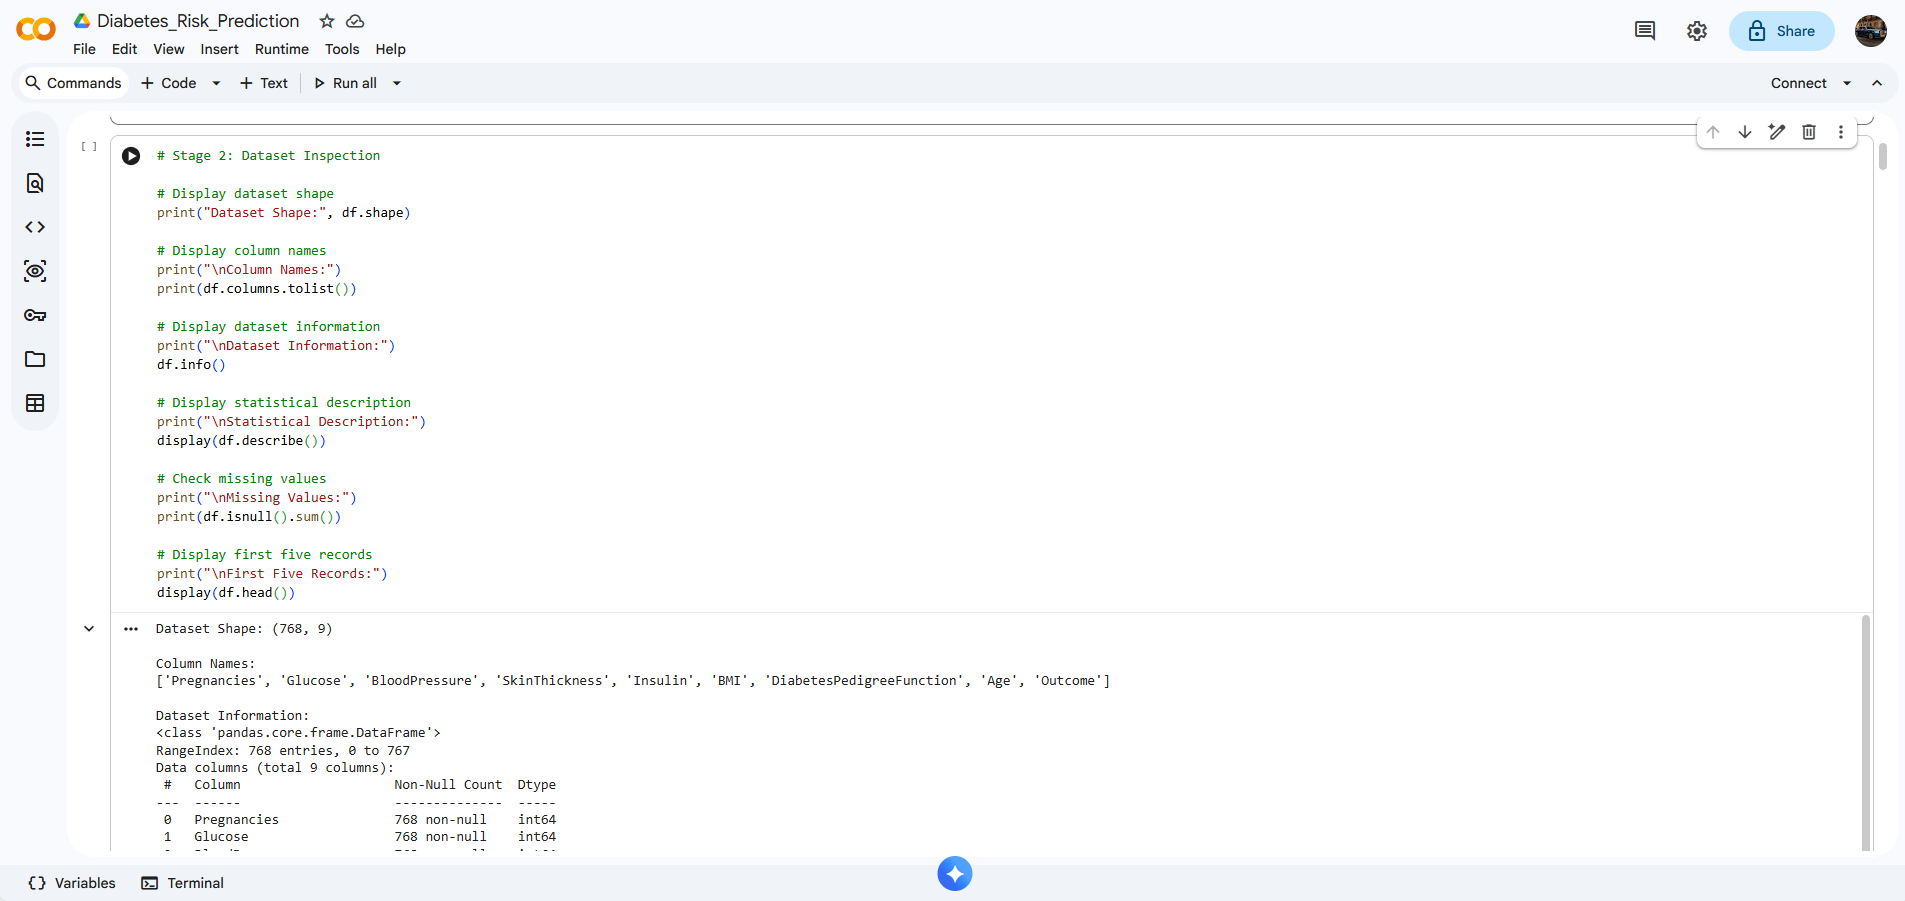 Diabetes_Risk_Prediction
File Edit View Insert Runtime Tools Help
Share
Commands + Code + Text Run all
Connect
[ ]
# Stage 2: Dataset Inspection
# Display dataset shape
print("Dataset Shape:", df.shape)
# Display column names
print("\nColumn Names:")
print(df.columns.tolist())
# Display dataset information
print("\nDataset Information:")
df.info()
# Display statistical description
print("\nStatistical Description:")
display(df.describe())
# Check missing values
print("\nMissing Values:")
print(df.isnull().sum())
# Display first five records
print("\nFirst Five Records:")
display(df.head())
Dataset Shape: (768, 9)
Column Names:
['Pregnancies', 'Glucose', 'BloodPressure', 'SkinThickness', 'Insulin', 'BMI', 'DiabetesPedigreeFunction', 'Age', 'Outcome']
Dataset Information:
<class 'pandas.core.frame.DataFrame'>
RangeIndex: 768 entries, 0 to 767
Data columns (total 9 columns):
 #   Column                    Non-Null Count  Dtype
---  ------                    --------------  -----
 0   Pregnancies               768 non-null    int64
 1   Glucose                   768 non-null    int64
Variables Terminal